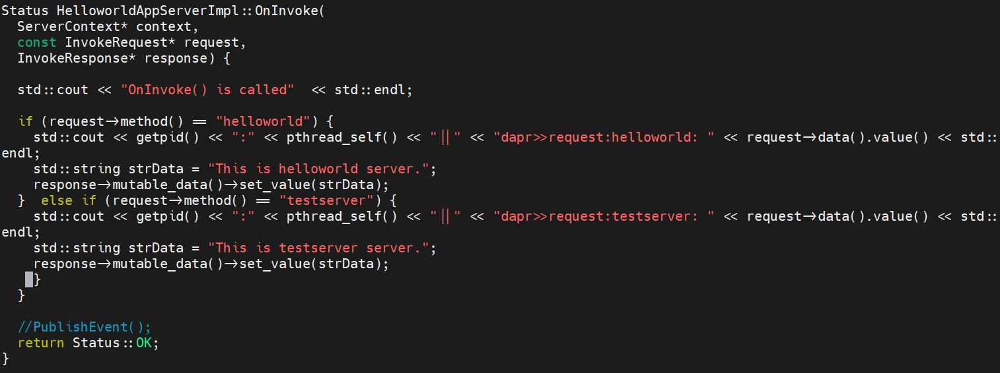 Status HelloworldAppServerImpl::OnInvoke(
  ServerContext* context,
  const InvokeRequest* request,
  InvokeResponse* response) {

  std::cout << "OnInvoke() is called"  << std::endl;

  if (request->method() == "helloworld") {
    std::cout << getpid() << ":" << pthread_self() << "||" << "dapr>>request:helloworld: " << request->data().value() << std::
endl;
    std::string strData = "This is helloworld server.";
    response->mutable_data()->set_value(strData);
  }  else if (request->method() == "testserver") {
    std::cout << getpid() << ":" << pthread_self() << "||" << "dapr>>request:testserver: " << request->data().value() << std::
endl;
    std::string strData = "This is testserver server.";
    response->mutable_data()->set_value(strData);
    }
  }

  //PublishEvent();
  return Status::OK;
}